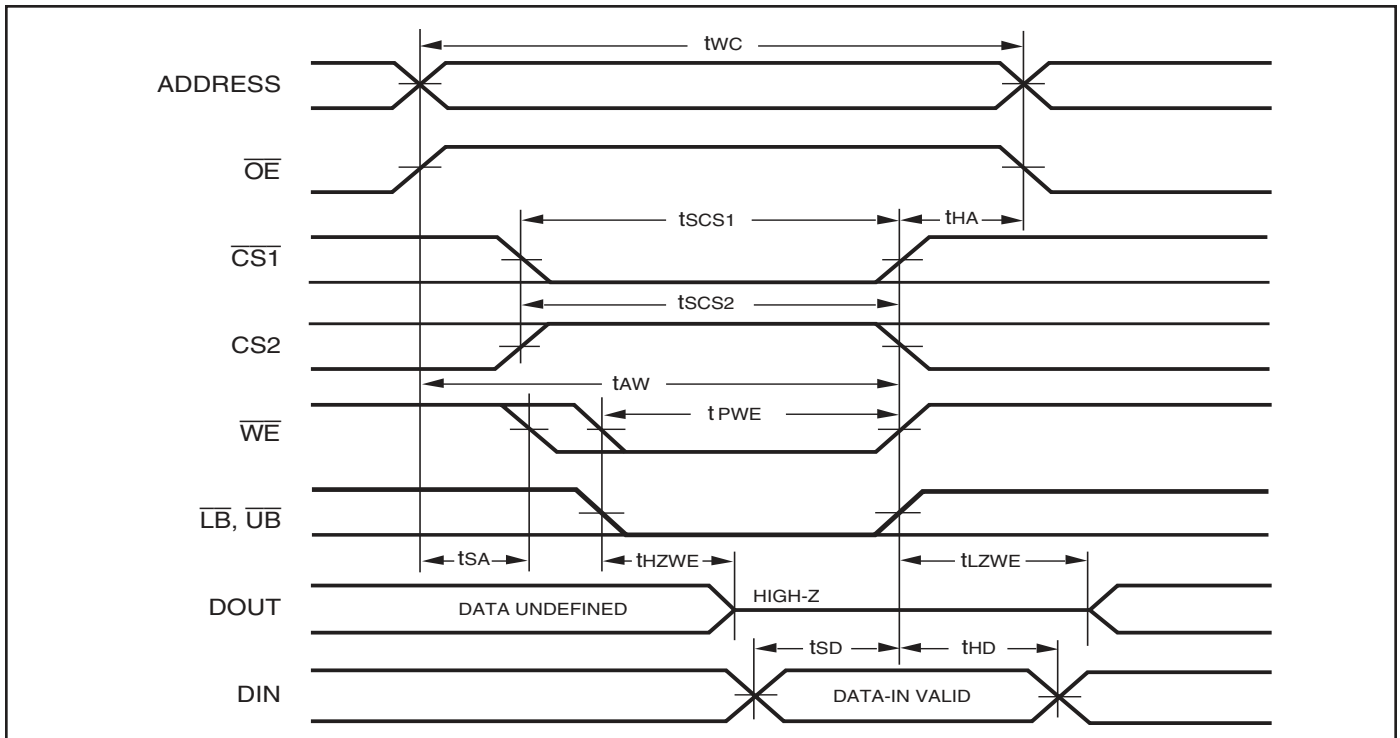 tWC
ADDRESS
OE
tSCS1
tHA
CS1
tSCS2
CS2
tAW
tPWE
WE
LB, UB
tSA
tHZWE
tLZWE
DOUT
DATA UNDEFINED
HIGH-Z
tSD
tHD
DIN
DATA-IN VALID